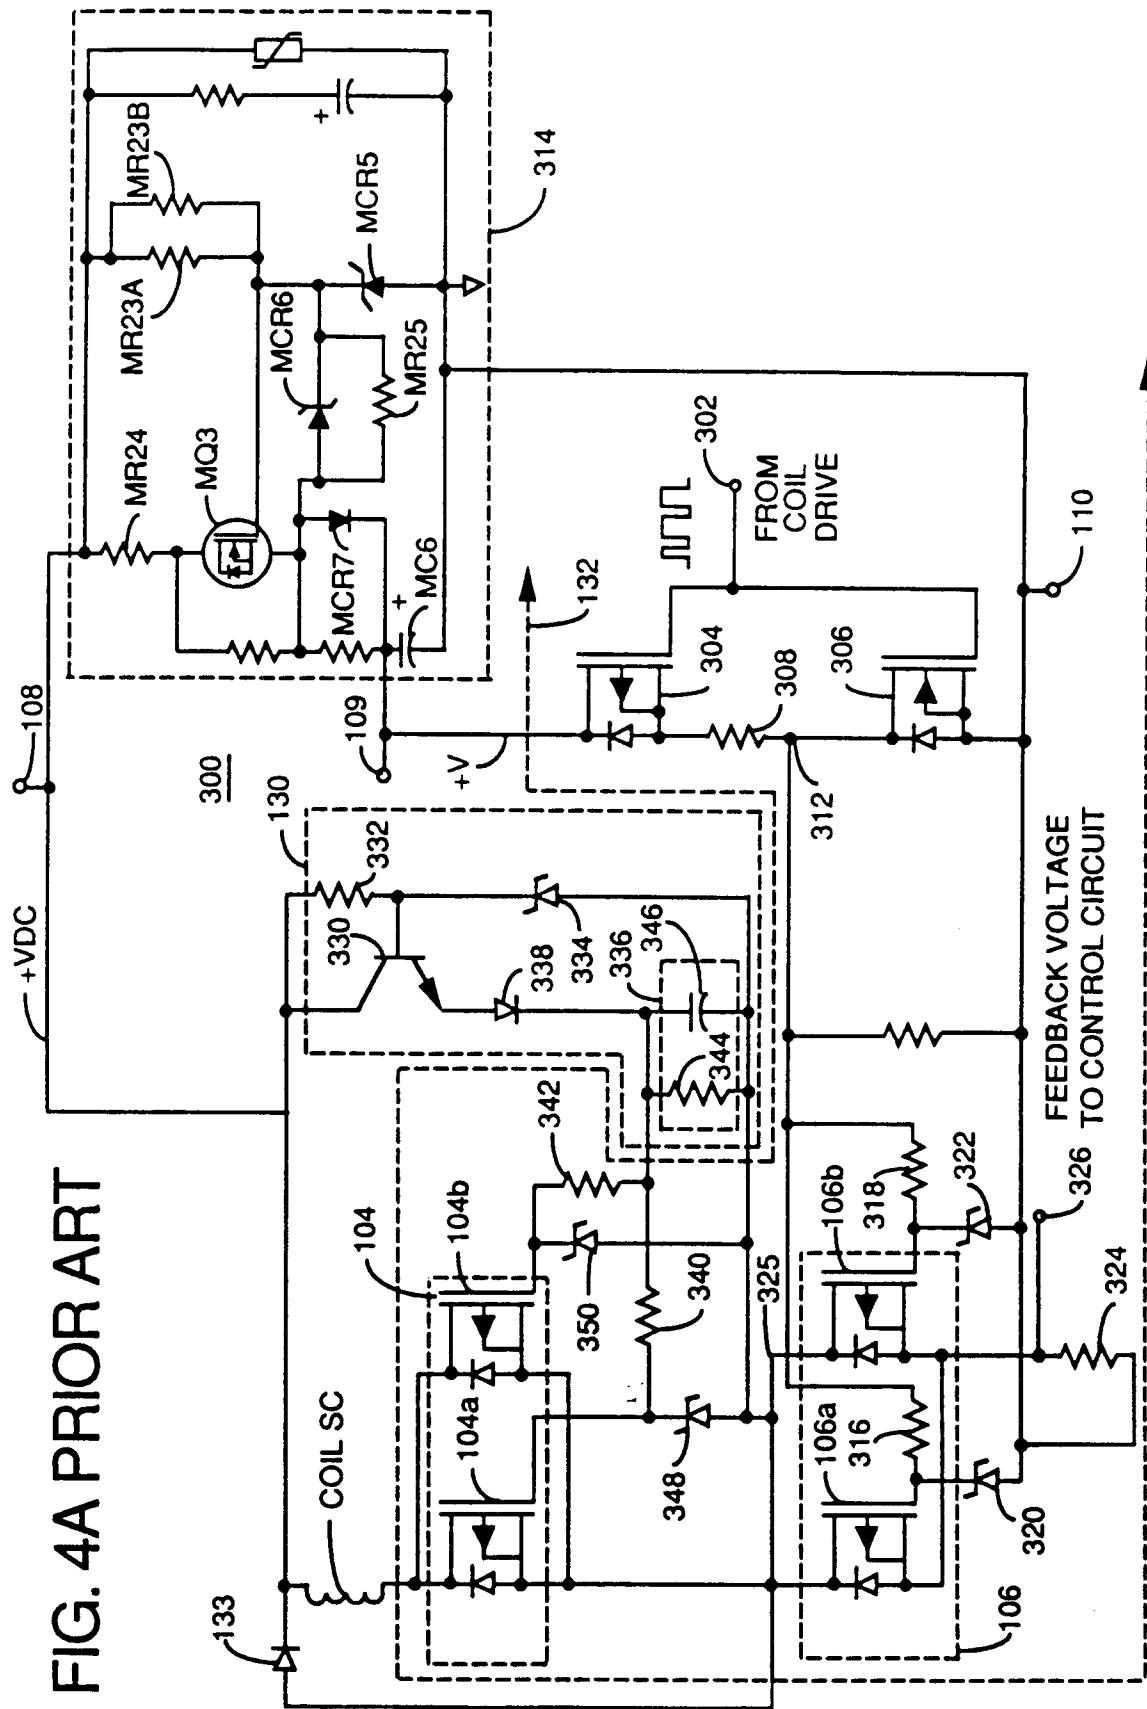 FIG. 4A PRIOR ART
+VDC
108
300
133
COIL SC
104
104a
104b
342
340
350
348
325
130
330
332
334
338
336
346
344
109
+V
132
MR24
MQ3
MCR7
+
MC6
MR23A
MR23B
MCR6
MR25
MCR5
+
314
302
FROM
COIL
DRIVE
304
308
306
312
110
106
106a
106b
316
318
320
322
324
326
FEEDBACK VOLTAGE
TO CONTROL CIRCUIT